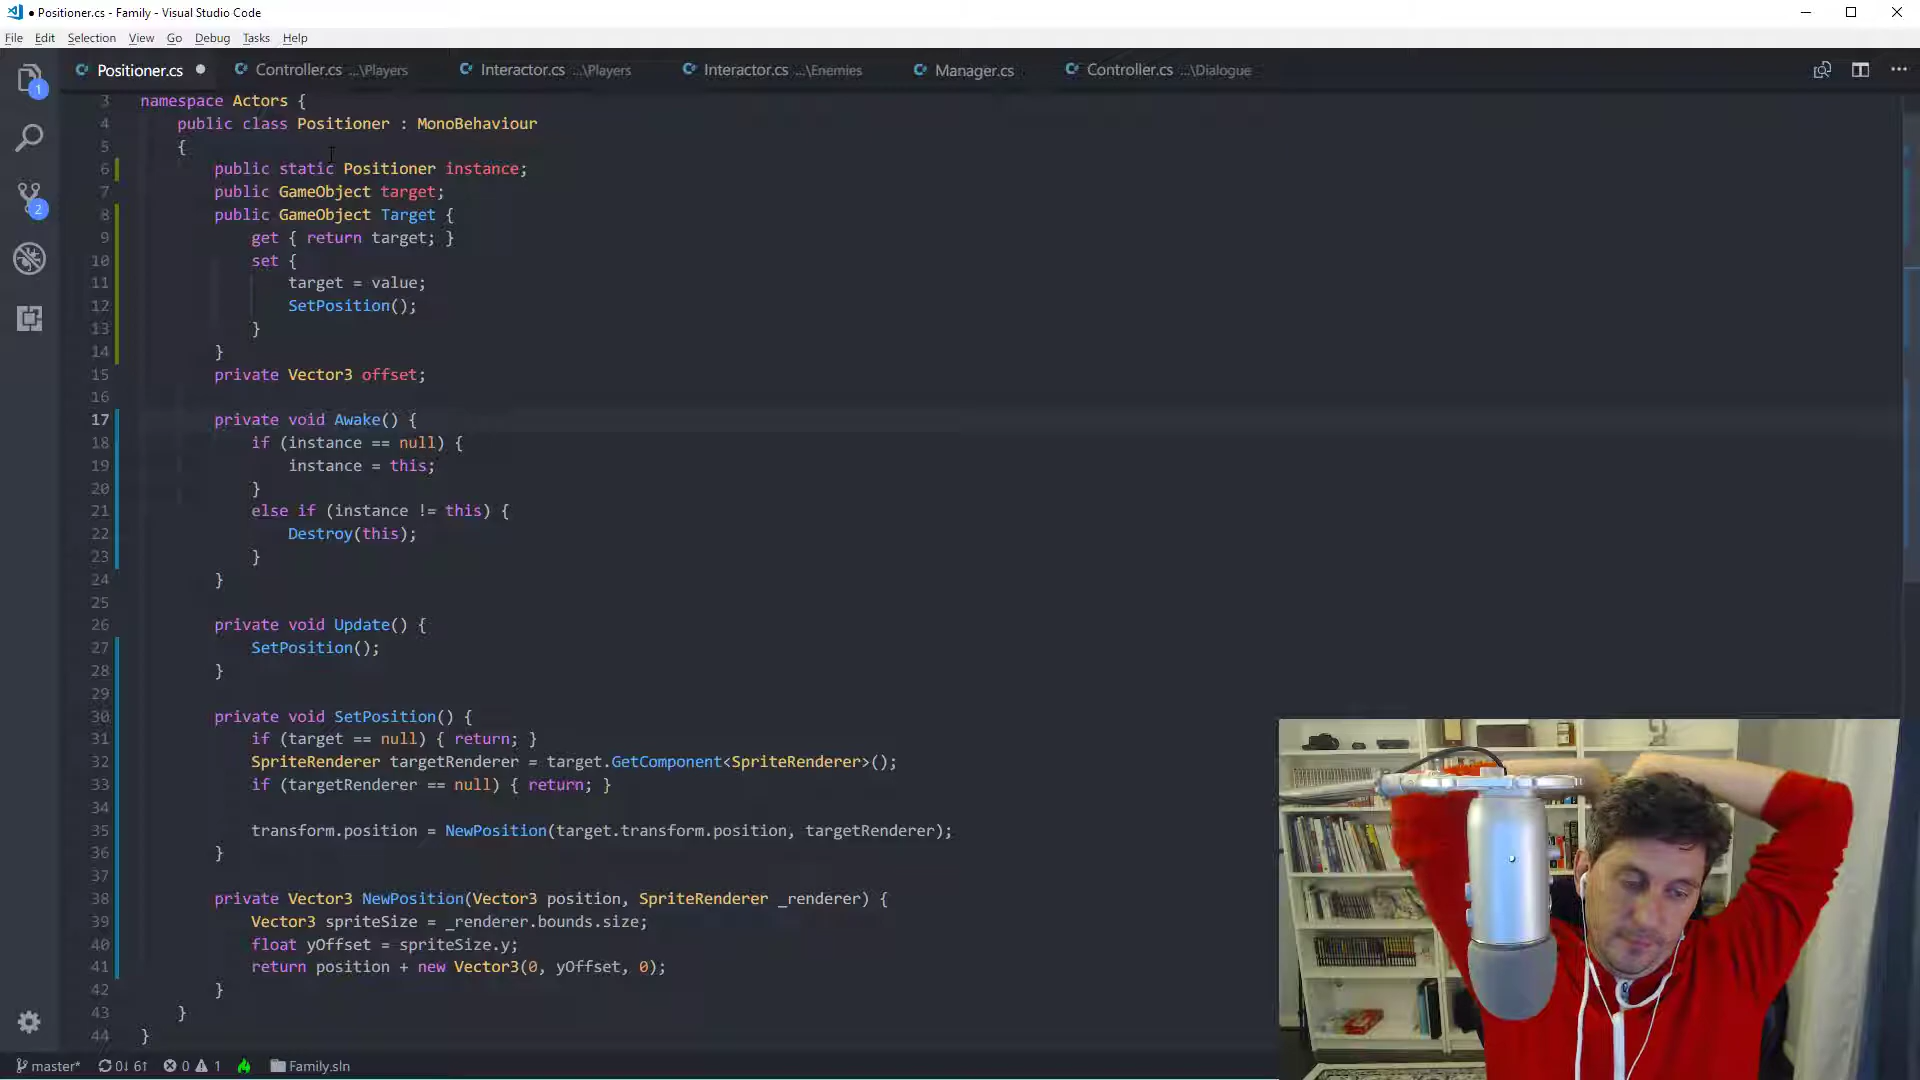 ● Positioner.cs - Family - Visual Studio Code
File Edit Selection View Go Debug Tasks Help
Positioner.cs ● Controller.cs ...\Players Interactor.cs ...\Players Interactor.cs ...\Enemies Manager.cs Controller.cs ...\Dialogue
1
2
3 namespace Actors {
4 public class Positioner : MonoBehaviour
5 {
6 public static Positioner instance;
7 public GameObject target;
8 public GameObject Target {
9 get { return target; }
10 set {
11 target = value;
12 SetPosition();
13 }
14 }
15 private Vector3 offset;
16
17 private void Awake() {
18 if (instance == null) {
19 instance = this;
20 }
21 else if (instance != this) {
22 Destroy(this);
23 }
24 }
25
26 private void Update() {
27 SetPosition();
28 }
29
30 private void SetPosition() {
31 if (target == null) { return; }
32 SpriteRenderer targetRenderer = target.GetComponent<SpriteRenderer>();
33 if (targetRenderer == null) { return; }
34
35 transform.position = NewPosition(target.transform.position, targetRenderer);
36 }
37
38 private Vector3 NewPosition(Vector3 position, SpriteRenderer _renderer) {
39 Vector3 spriteSize = _renderer.bounds.size;
40 float yOffset = spriteSize.y;
41 return position + new Vector3(0, yOffset, 0);
42 }
43 }
44 }
master* 0↓ 6↑ 0 1 Family.sln